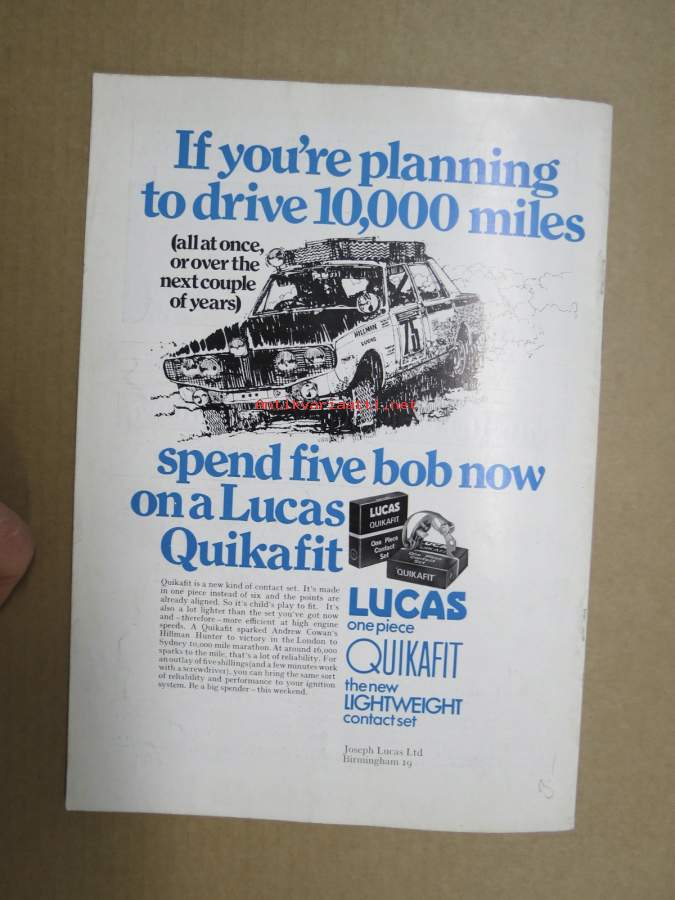 If you're planning
to drive 10,000 miles
(all at once,
or over the
next couple
of years)
HILLMAN
LUCAS
75
Antikvariaatti.net
spend five bob now
on a Lucas
Quikafit
LUCAS
QUIKAFIT
One Piece
Contact
Set
LUCAS
QUIKAFIT
One Piece
Contact
Set
QUIKAFIT
Quikafit is a new kind of contact set. It's made
in one piece instead of six and the points are
already aligned. So it's child's play to fit. It's
also a lot lighter than the set you've got now
and – therefore – more efficient at high engine
speeds. A Quikafit sparked Andrew Cowan's
Hillman Hunter to victory in the London to
Sydney 10,000 mile marathon. At around 16,000
sparks to the mile, that's a lot of reliability. For
an outlay of five shillings (and a few minutes work
with a screwdriver), you can bring the same sort
of reliability and performance to your ignition
system. Be a big spender – this weekend.
LUCAS
one piece
QUIKAFIT
the new
LIGHTWEIGHT
contact set
Joseph Lucas Ltd
Birmingham 19